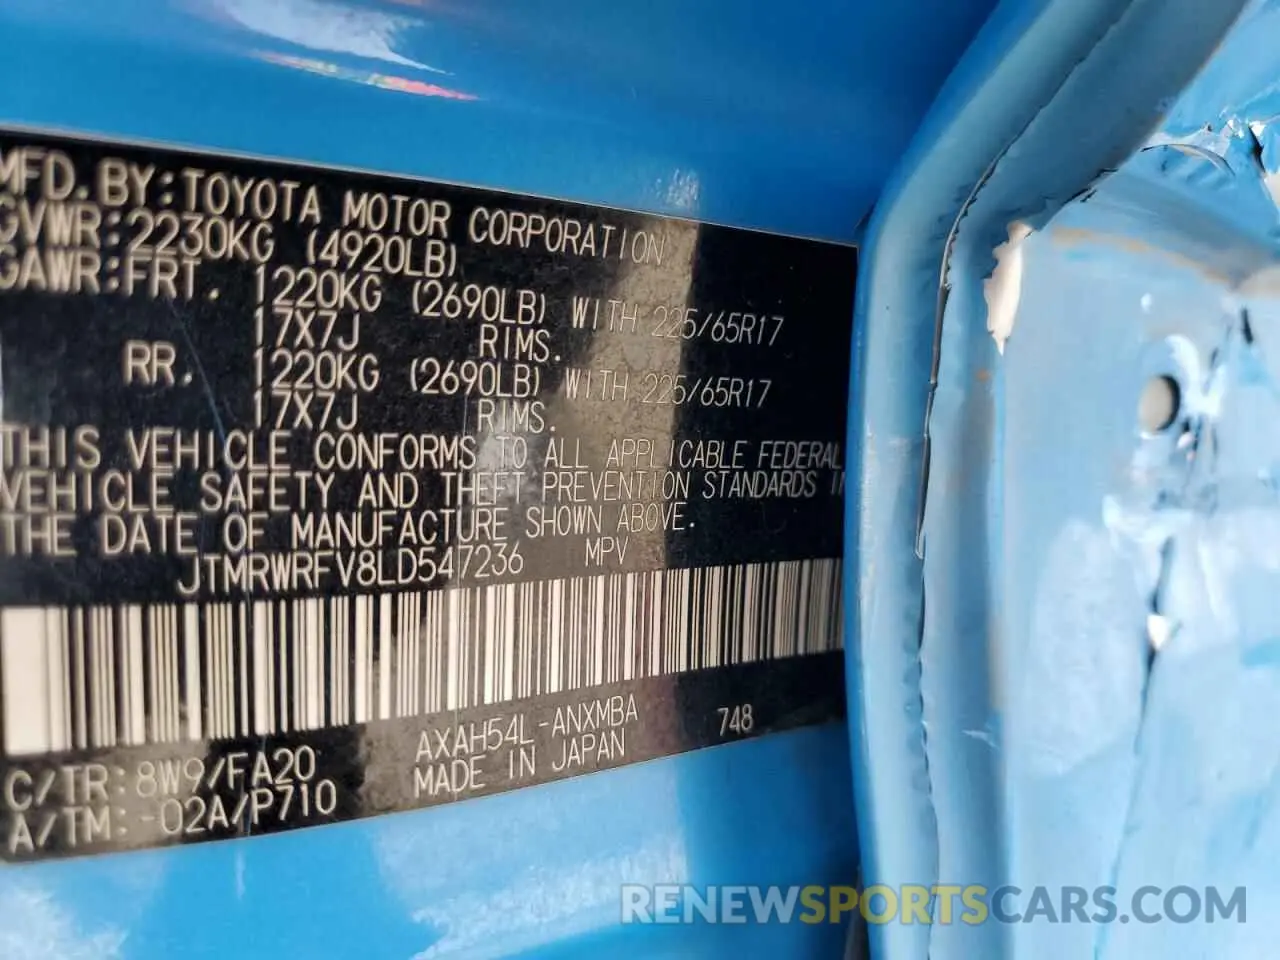 MFD. BY: TOYOTA MOTOR CORPORATION
GVWR: 2230KG (4920LB)
GAWR: FRT. 1220KG (2690LB) WITH 225/65R17
17X7J RIMS.
RR. 1220KG (2690LB) WITH 225/65R17
17X7J RIMS.
THIS VEHICLE CONFORMS TO ALL APPLICABLE FEDERAL
VEHICLE SAFETY AND THEFT PREVENTION STANDARDS IN
THE DATE OF MANUFACTURE SHOWN ABOVE.
JTMRWRFV8LD547236 MPV
AXAH54L-ANXMBA 748
C/TR: 8W9/FA20 MADE IN JAPAN
A/TM: -02A/P710
RENEWSPORTSCARS.COM